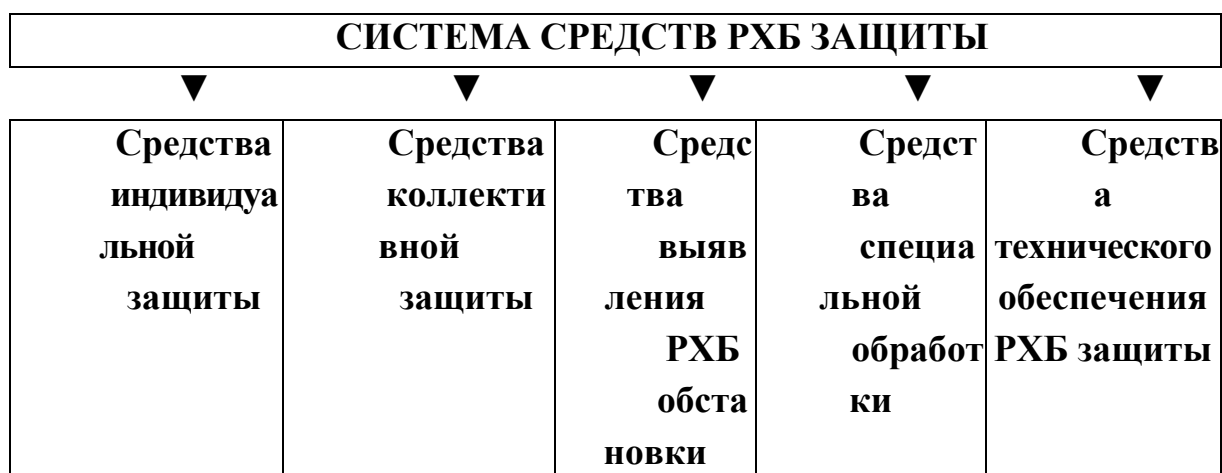 СИСТЕМА СРЕДСТВ РХБ ЗАЩИТЫ
Средства
индивидуа
льной
защиты
Средства
коллекти
вной
защиты
Средс
тва
выяв
ления
РХБ
обста
новки
Средст
ва
специа
льной
обработ
ки
Средств
а
технического
обеспечения
РХБ защиты